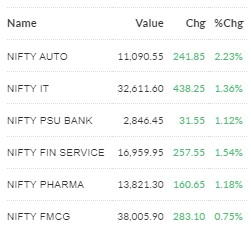 Name Value Chg %Chg
NIFTY AUTO 11,090.55 241.85 2.23%
NIFTY IT 32,611.60 438.25 1.36%
NIFTY PSU BANK 2,846.45 31.55 1.12%
NIFTY FIN SERVICE 16,959.95 257.55 1.54%
NIFTY PHARMA 13,821.30 160.65 1.18%
NIFTY FMCG 38,005.90 283.10 0.75%